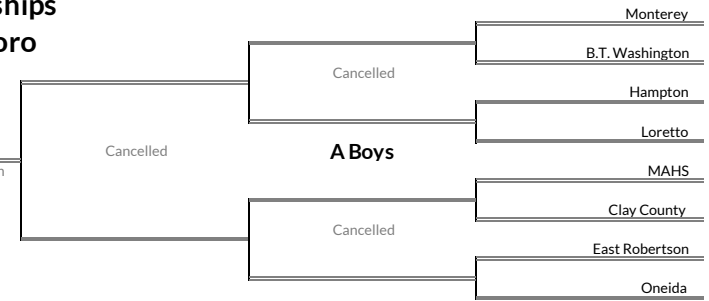 ships
oro
Monterey
B.T. Washington
Cancelled
Hampton
Loretto
Cancelled
A Boys
MAHS
Clay County
Cancelled
East Robertson
Oneida